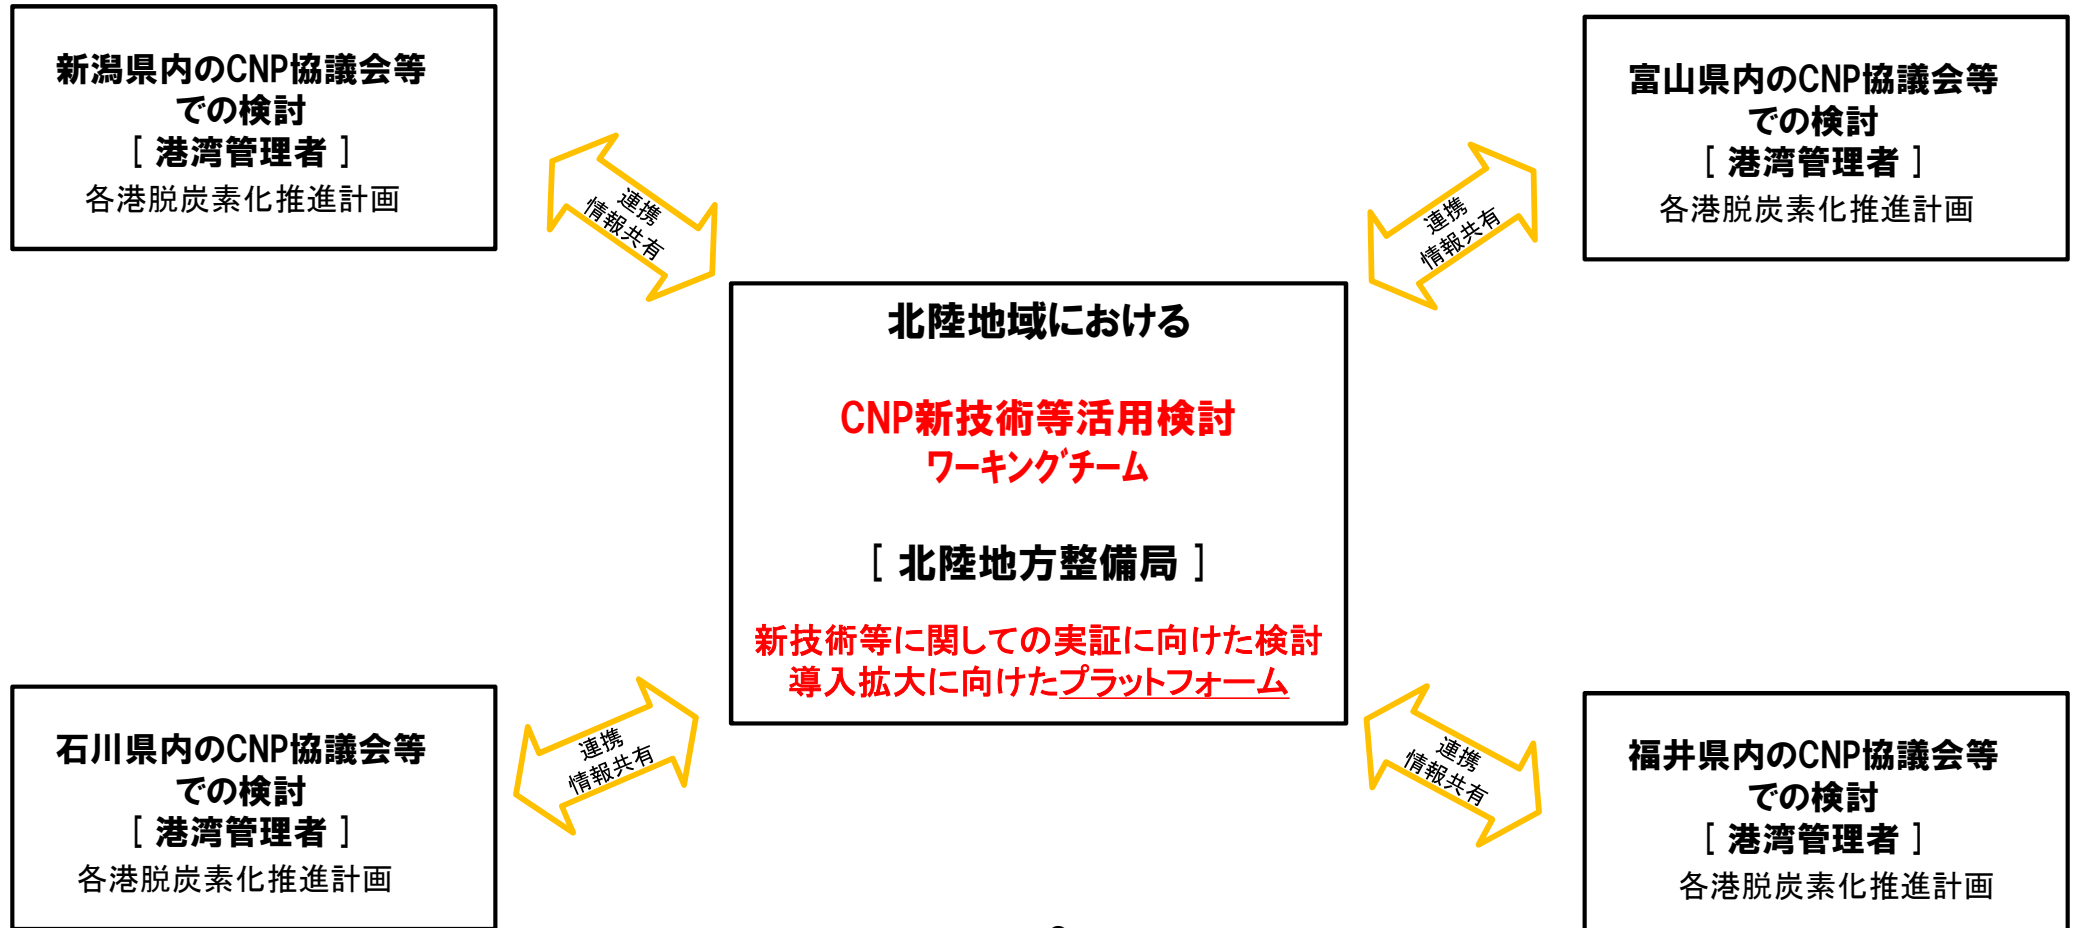 新潟県内のCNP協議会等
での検討
[ 港湾管理者 ]
各港脱炭素化推進計画
富山県内のCNP協議会等
での検討
[ 港湾管理者 ]
各港脱炭素化推進計画
連携
情報共有
連携
情報共有
北陸地域における
CNP新技術等活用検討
ワーキングチーム
[ 北陸地方整備局 ]
新技術等に関しての実証に向けた検討
導入拡大に向けたプラットフォーム
連携
情報共有
連携
情報共有
石川県内のCNP協議会等
での検討
[ 港湾管理者 ]
各港脱炭素化推進計画
福井県内のCNP協議会等
での検討
[ 港湾管理者 ]
各港脱炭素化推進計画